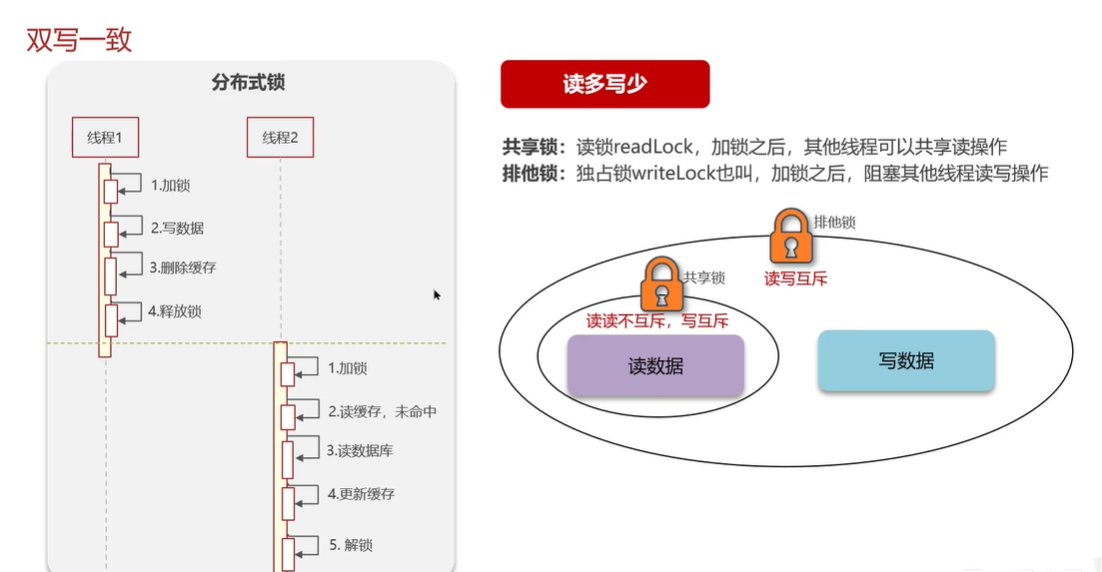 双写一致
分布式锁
线程1
线程2
1.加锁
2.写数据
3.删除缓存
4.释放锁
1.加锁
2.读缓存，未命中
3.读数据库
4.更新缓存
5. 解锁
读多写少
共享锁：读锁readLock，加锁之后，其他线程可以共享读操作
排他锁：独占锁writeLock也叫，加锁之后，阻塞其他线程读写操作
排他锁
读写互斥
共享锁
读读不互斥，写互斥
读数据
写数据